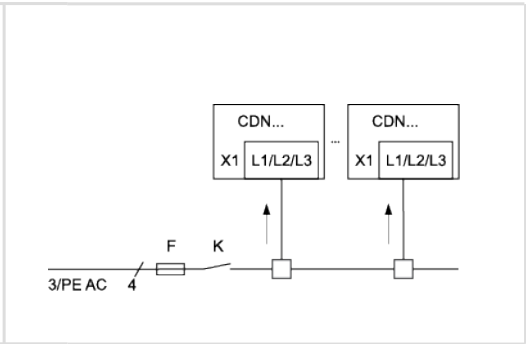 CDN... CDN...
...
X1 L1/L2/L3 X1 L1/L2/L3
F K
3/PE AC 4